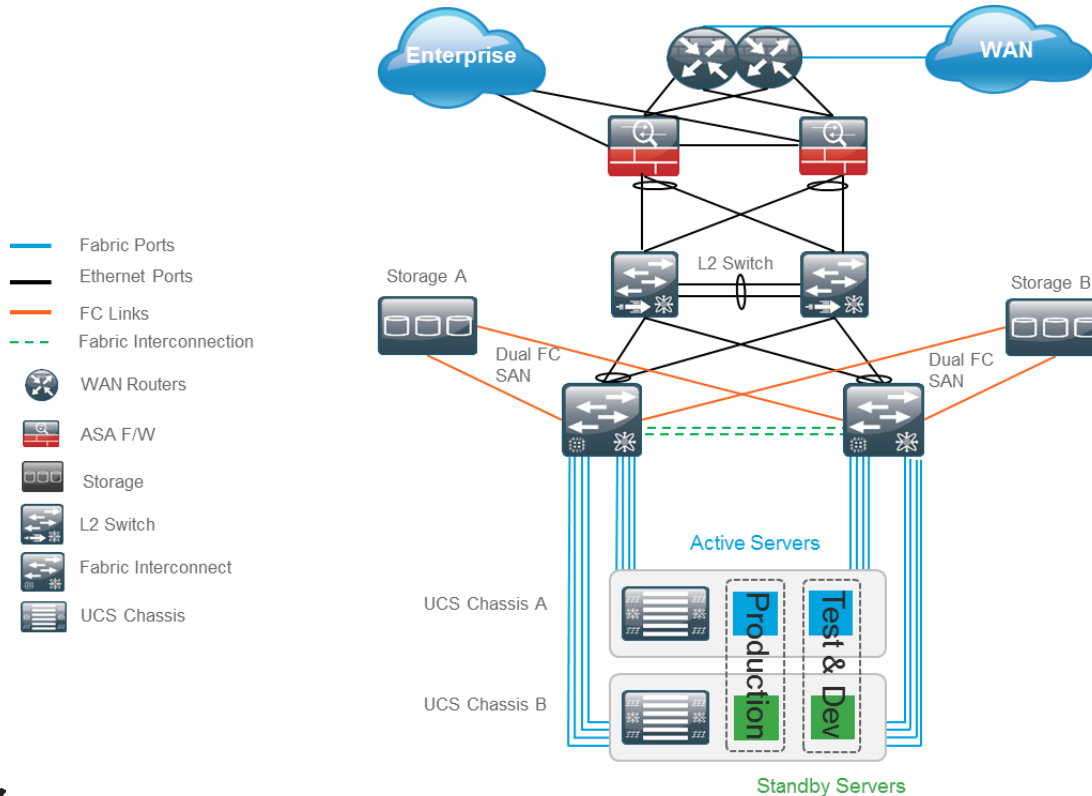 Enterprise
WAN
Fabric Ports
Ethernet Ports
FC Links
Fabric Interconnection
WAN Routers
ASA F/W
Storage
L2 Switch
Fabric Interconnect
UCS Chassis
L2 Switch
Storage A
Storage B
Dual FC
SAN
Dual FC
SAN
Active Servers
UCS Chassis A
UCS Chassis B
Production
Test & Dev
Standby Servers